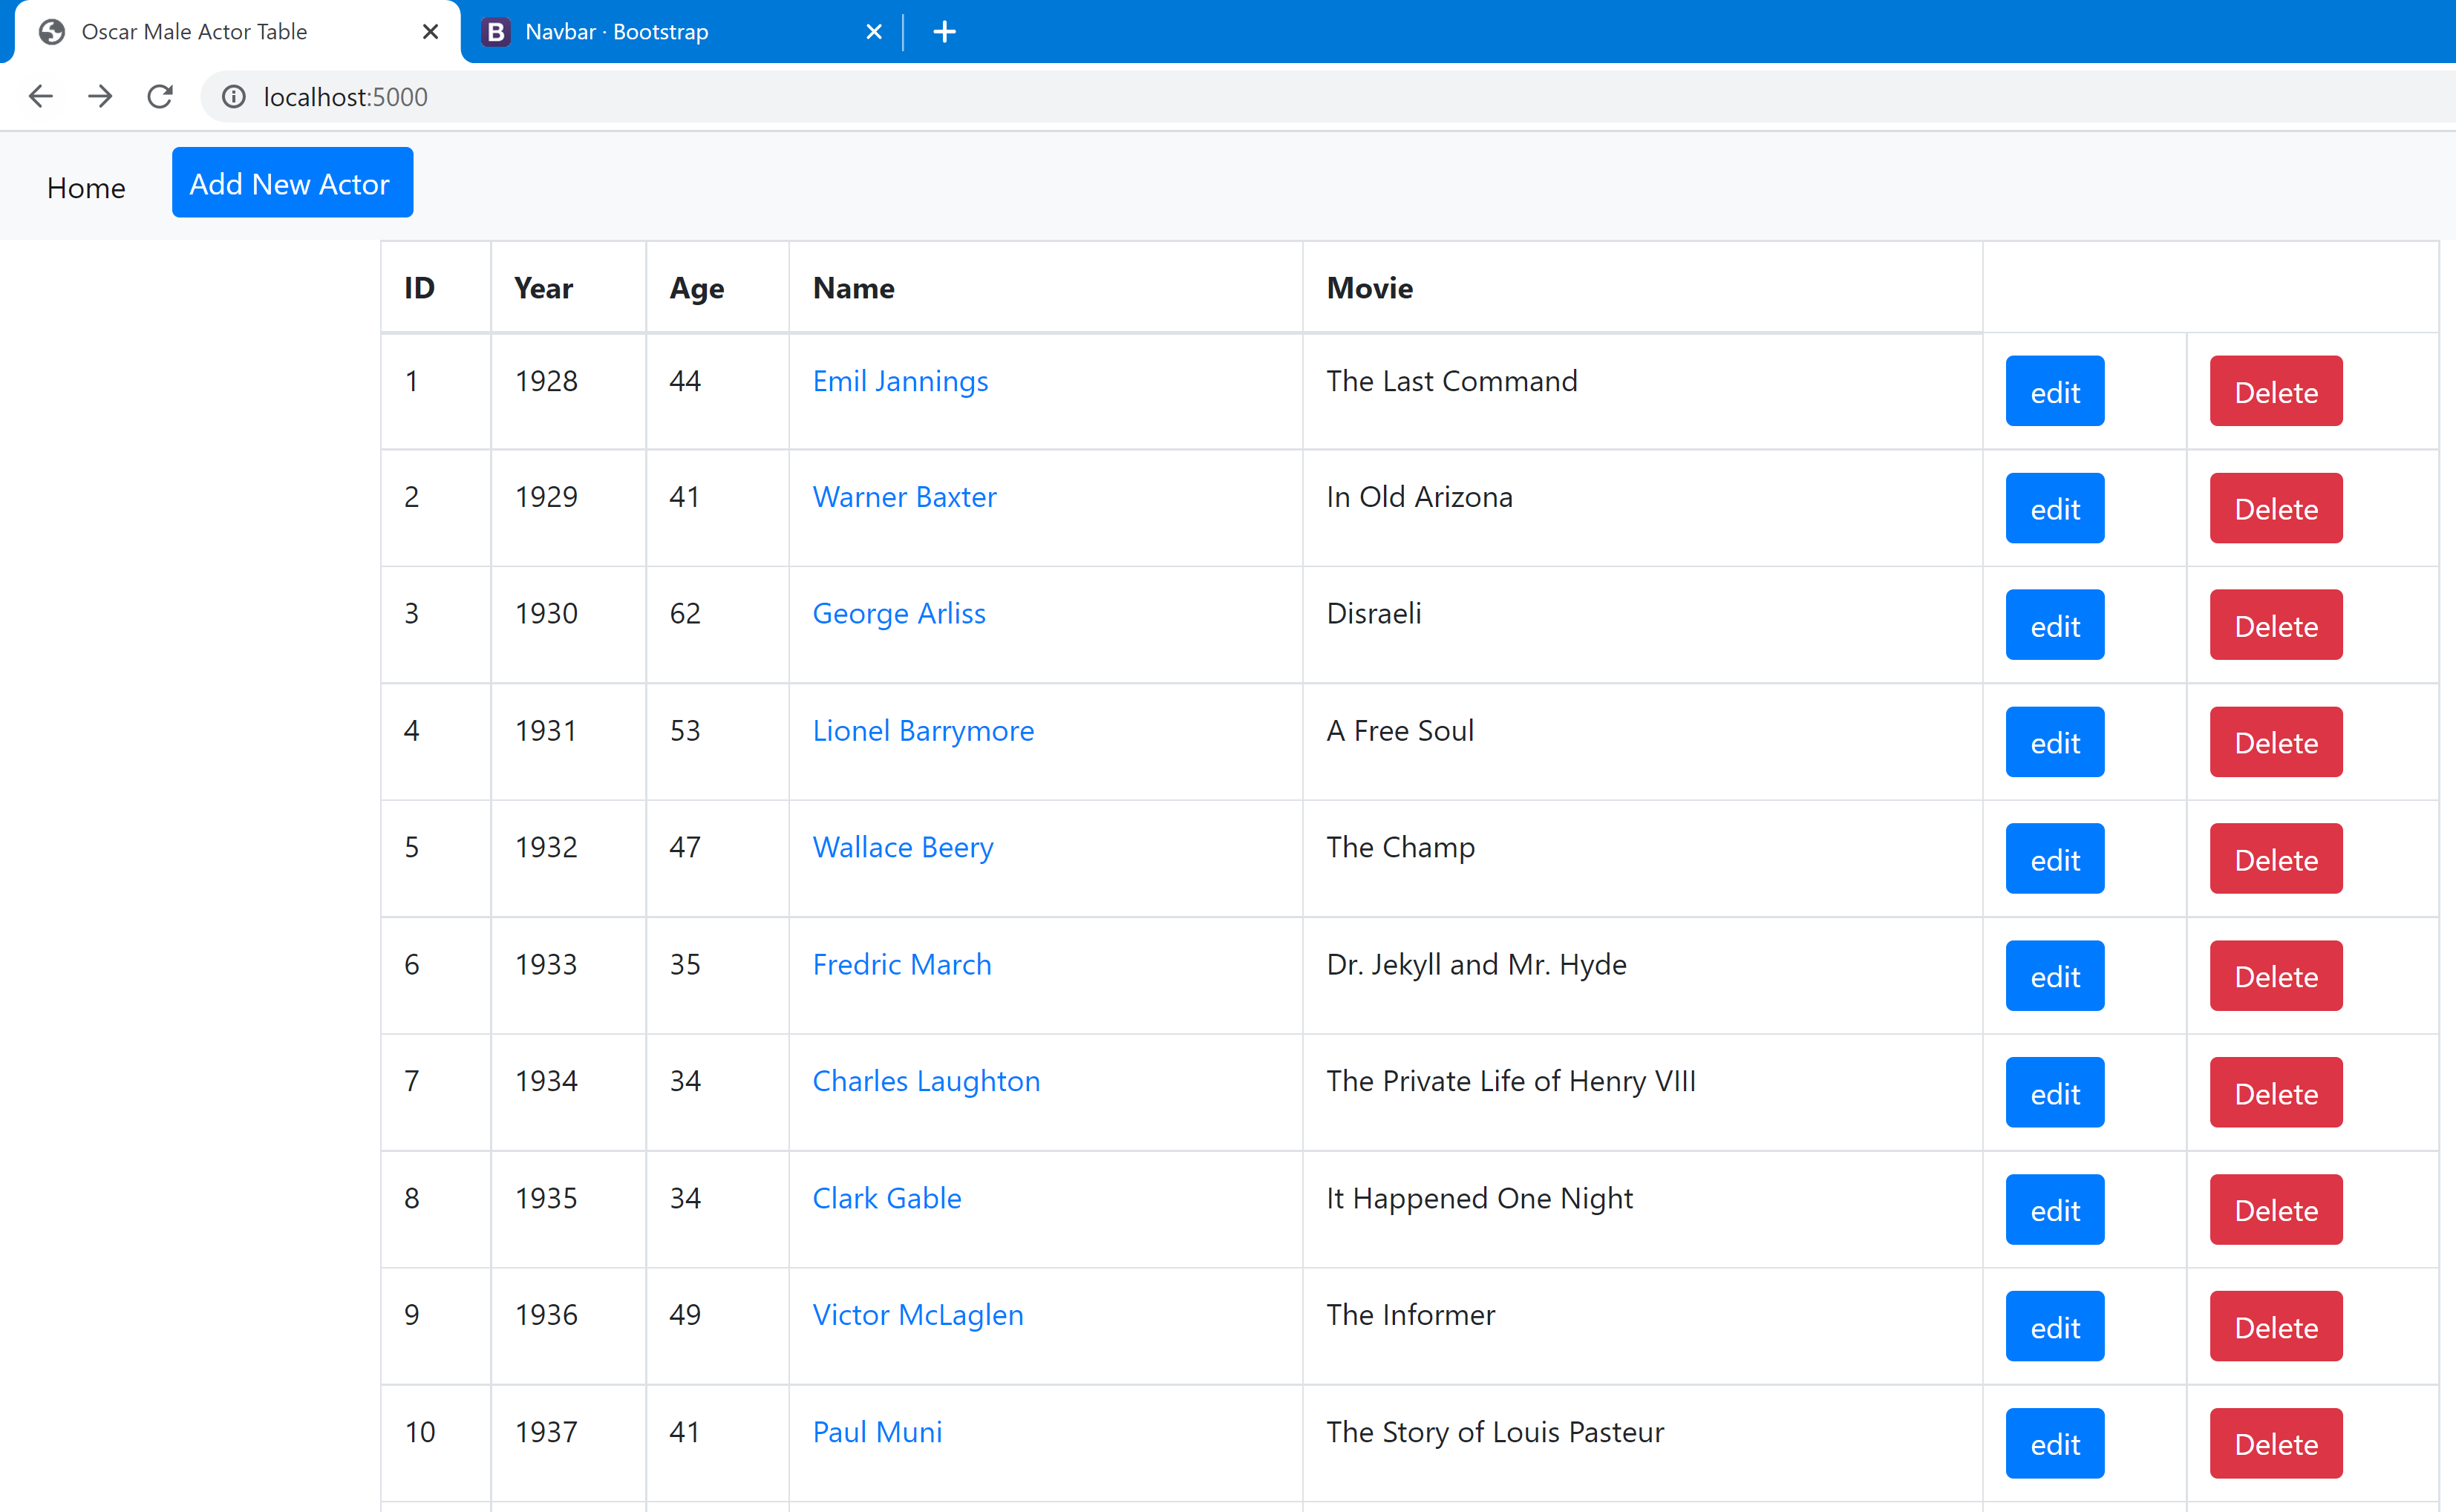 Oscar Male Actor Table
B Navbar · Bootstrap
localhost:5000
Home Add New Actor
ID Year Age Name Movie
1 1928 44 Emil Jannings The Last Command edit Delete
2 1929 41 Warner Baxter In Old Arizona edit Delete
3 1930 62 George Arliss Disraeli edit Delete
4 1931 53 Lionel Barrymore A Free Soul edit Delete
5 1932 47 Wallace Beery The Champ edit Delete
6 1933 35 Fredric March Dr. Jekyll and Mr. Hyde edit Delete
7 1934 34 Charles Laughton The Private Life of Henry VIII edit Delete
8 1935 34 Clark Gable It Happened One Night edit Delete
9 1936 49 Victor McLaglen The Informer edit Delete
10 1937 41 Paul Muni The Story of Louis Pasteur edit Delete